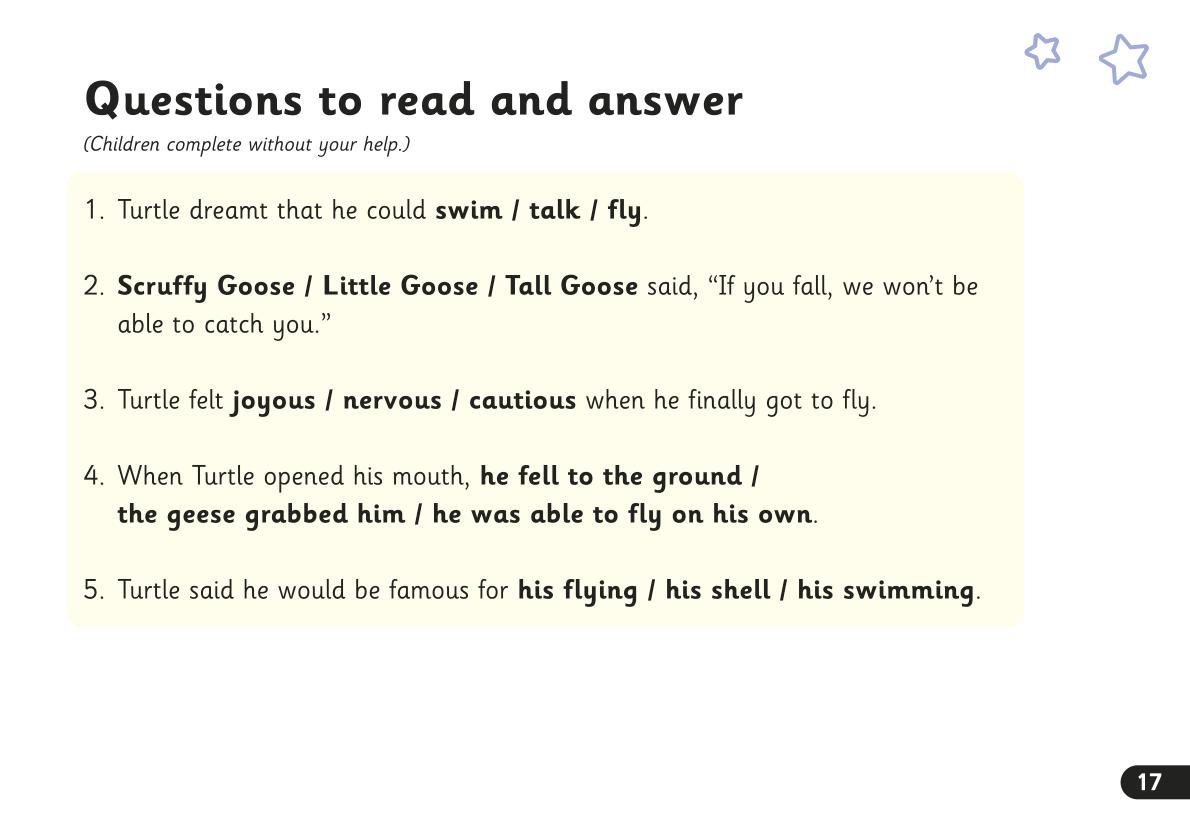 Questions to read and answer
(Children complete without your help.)
1. Turtle dreamt that he could swim / talk / fly.
2. Scruffy Goose / Little Goose / Tall Goose said, “If you fall, we won’t be
able to catch you.”
3. Turtle felt joyous / nervous / cautious when he finally got to fly.
4. When Turtle opened his mouth, he fell to the ground /
the geese grabbed him / he was able to fly on his own.
5. Turtle said he would be famous for his flying / his shell / his swimming.
17